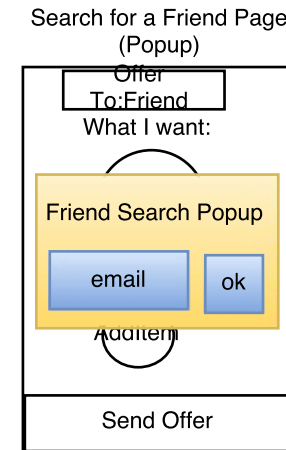 Search for a Friend Page
(Popup)
Offer
To:Friend
What I want:
Friend Search Popup
email
ok
AddItem
Send Offer